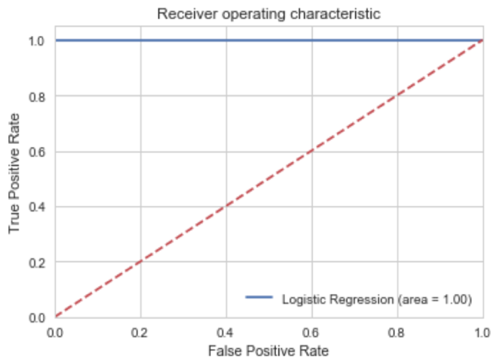 Receiver operating characteristic
True Positive Rate
1.0
0.8
0.6
0.4
0.2
0.0
Logistic Regression (area = 1.00)
0.0 0.2 0.4 0.6 0.8 1.0
False Positive Rate